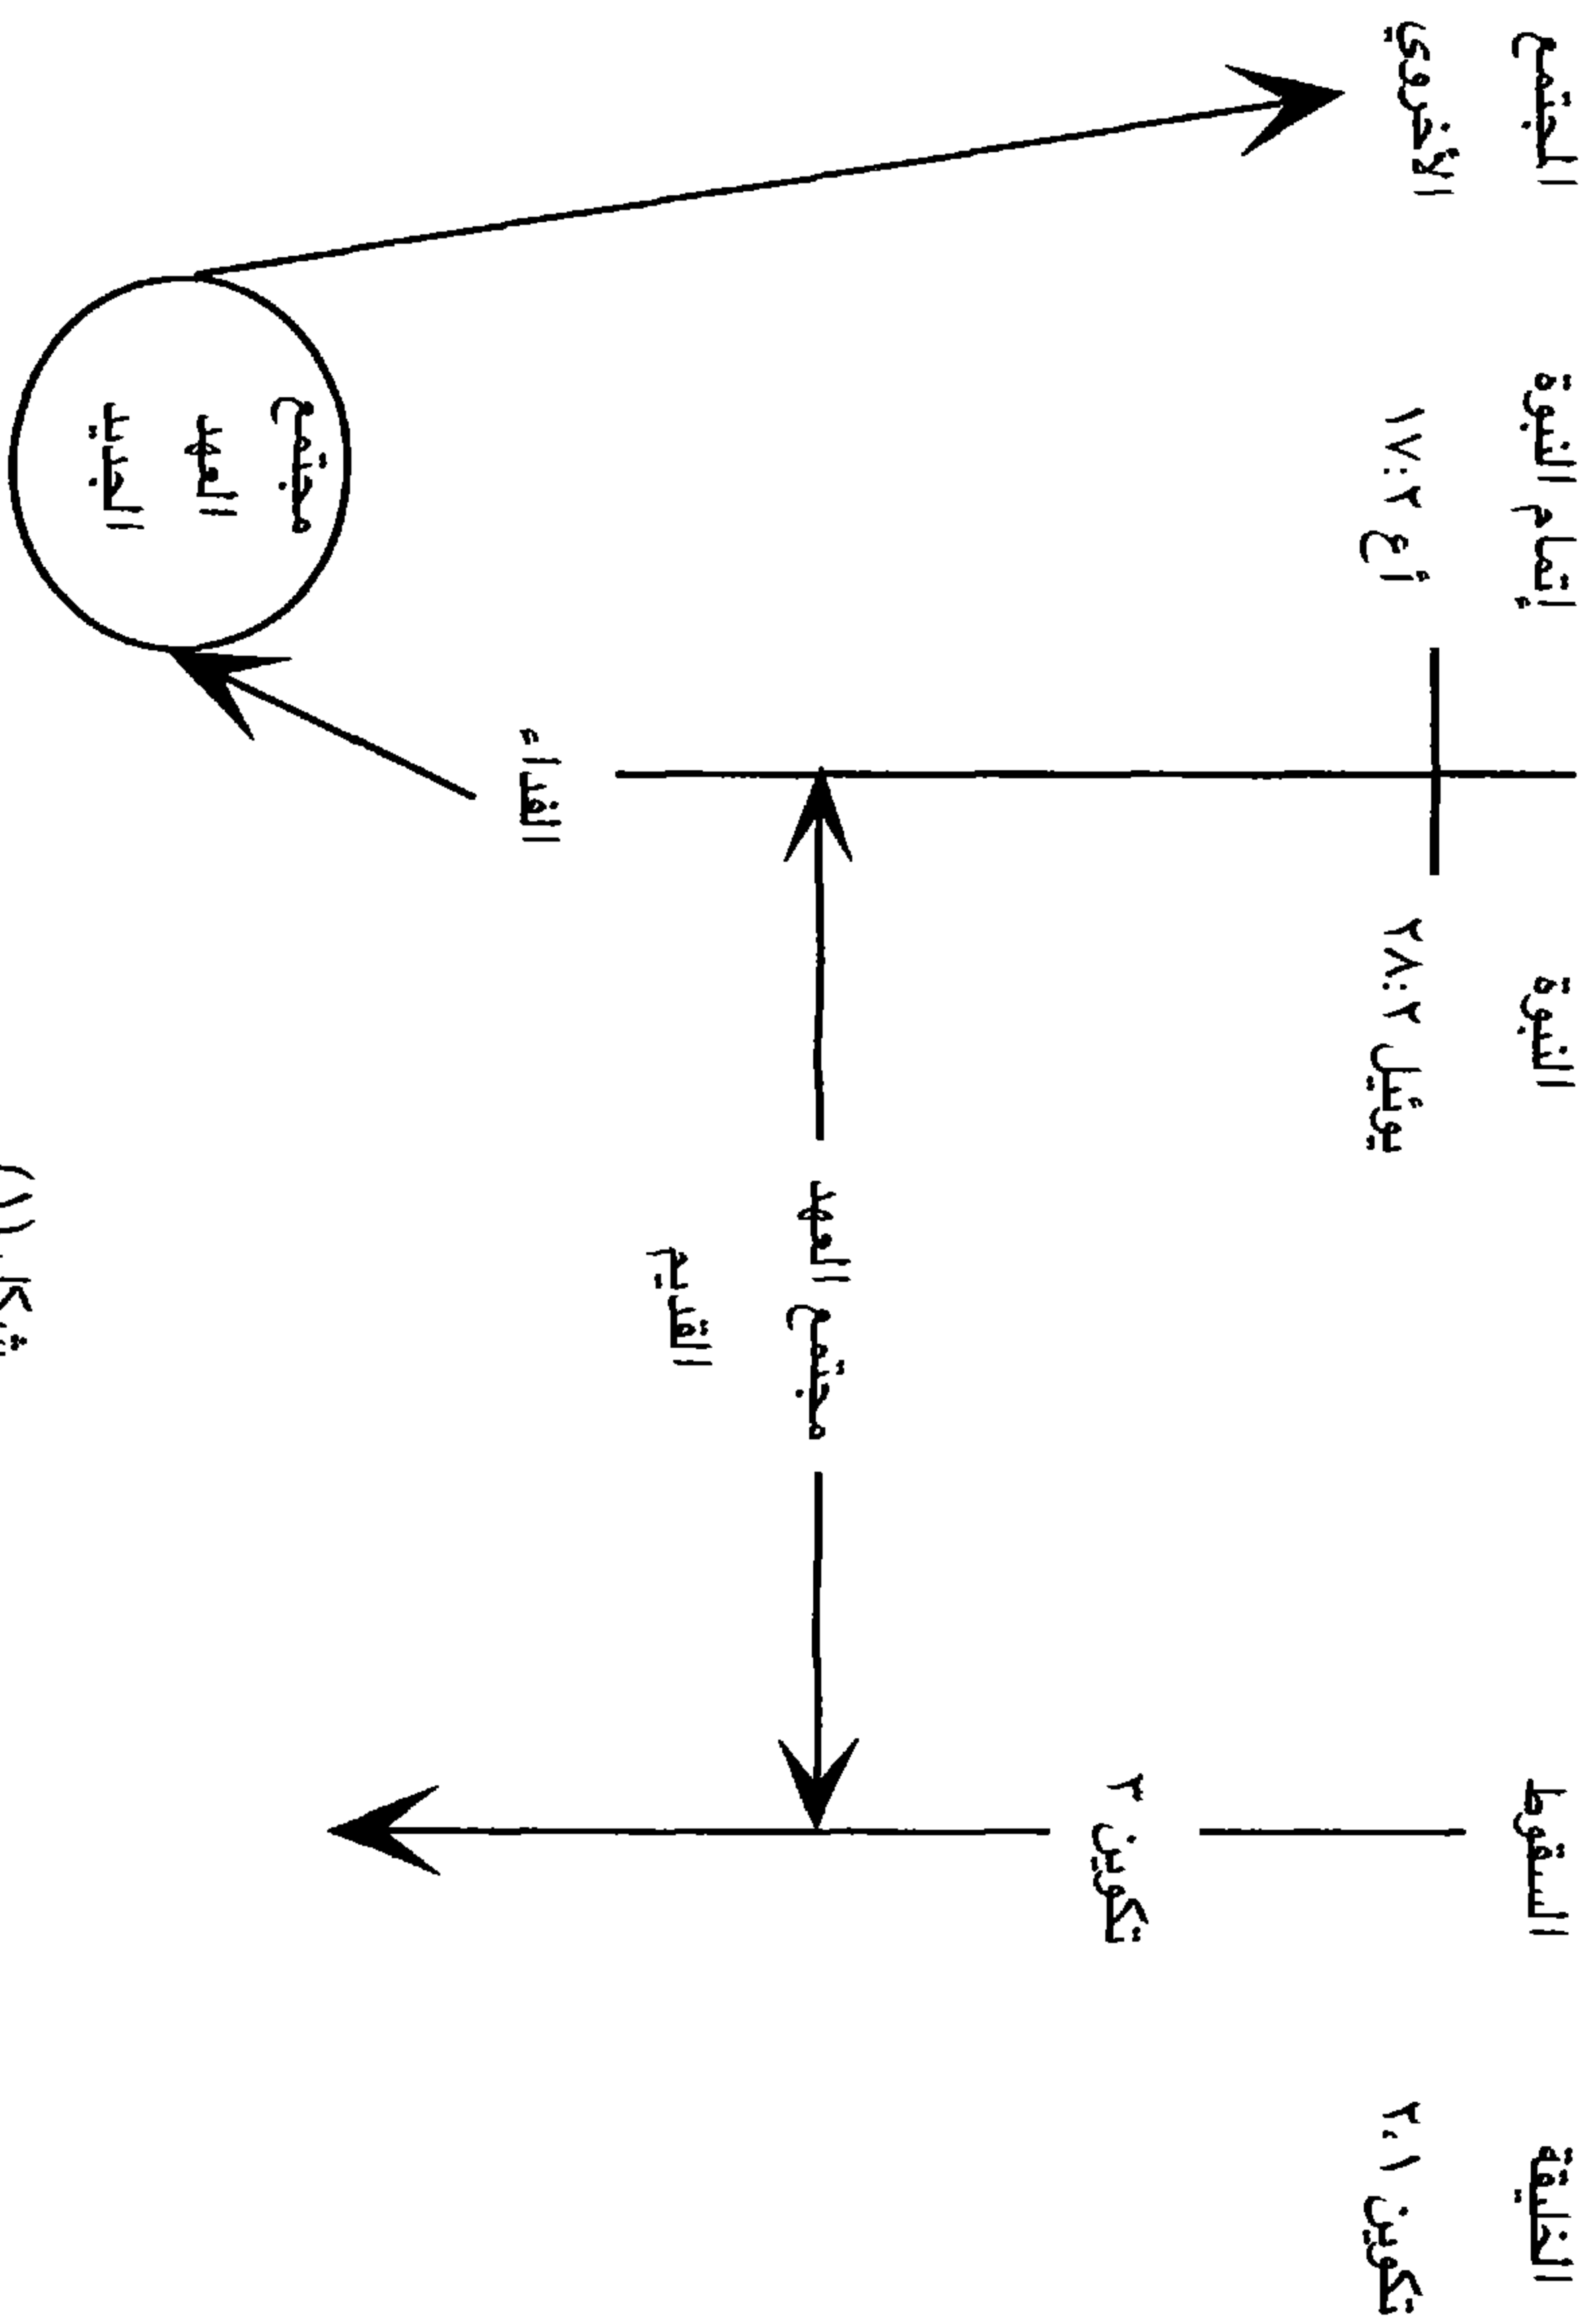 الخليقة
تكوين ١،٢
السقوط
تكوين ٣
النبوة
يوئيل ٢٨:٢
إتمام النبوة
أع ١٧:٢
المجتمع
الأخروي
مجتمع العهد
القديم
الفداء
مجتمع
العهد
الجديد
شكل (١)